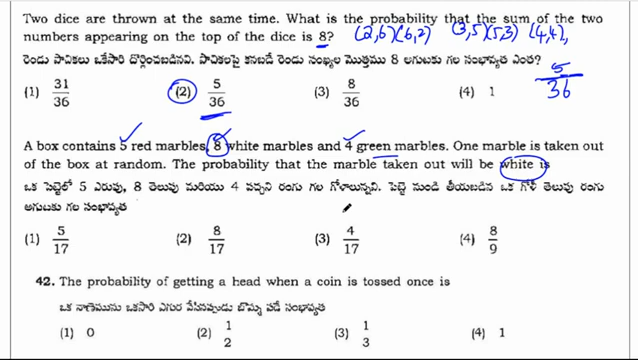 Two dice are thrown at the same time. What is the probability that the sum of the two
numbers appearing on the top of the dice is 8? (2,6)(6,2) (3,5)(5,3) (4,4),
రెండు పాచికలు ఒకేసారి దొర్లించబడినవి. పాచికలపై కనబడే రెండు సంఖ్యల మొత్తము 8 అగుటకు గల సంభావ్యత ఎంత? 5/36
(1) 31/36 (2) 5/36 (3) 8/36 (4) 1
A box contains 5 red marbles, 8 white marbles and 4 green marbles. One marble is taken out
of the box at random. The probability that the marble taken out will be white is
ఒక పెట్టెలో 5 ఎరుపు, 8 తెలుపు మరియు 4 పచ్చని రంగు గల గోళాలున్నవి. పెట్టె నుండి తీయబడిన ఒక గోళీ తెలుపు రంగు
అగుటకు గల సంభావ్యత
(1) 5/17 (2) 8/17 (3) 4/17 (4) 8/9
42. The probability of getting a head when a coin is tossed once is
ఒక నాణెమును ఒకసారి ఎగుర వేసినప్పుడు బొమ్మ పడే సంభావ్యత
(1) 0 (2) 1/2 (3) 1/3 (4) 1